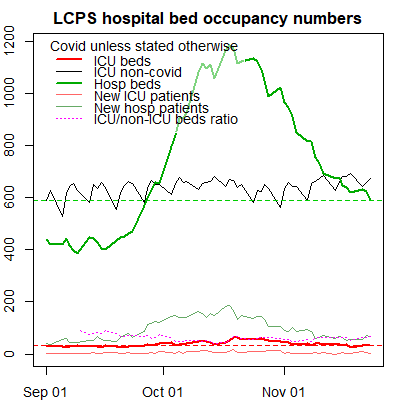 LCPS hospital bed occupancy numbers
Covid unless stated otherwise
ICU beds
ICU non-covid
Hosp beds
New ICU patients
New hosp patients
ICU/non-ICU beds ratio
1200
1000
800
600
400
200
0
Sep 01
Oct 01
Nov 01